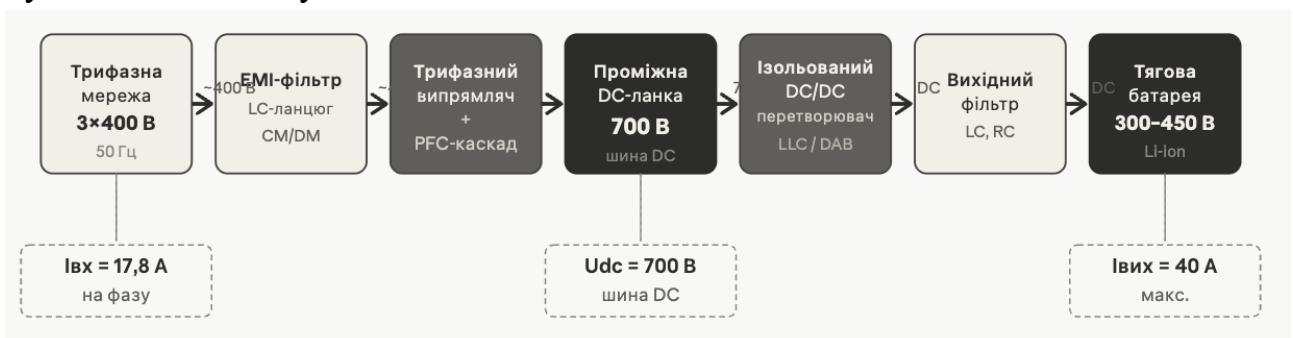 Трифазна
мережа
3×400 В
50 Гц
~400 В
EMI-фільтр
LC-ланцюг
CM/DM
Трифазний
випрямляч
+
PFC-каскад
Проміжна
DC-ланка
700 В
шина DC
7
Ізольований
DC/DC
перетворювач
LLC / DAB
DC
Вихідний
фільтр
LC, RC
DC
Тягова
батарея
300–450 В
Li-Ion
Iвх = 17,8 А
на фазу
Udc = 700 В
шина DC
Iвих = 40 А
макс.